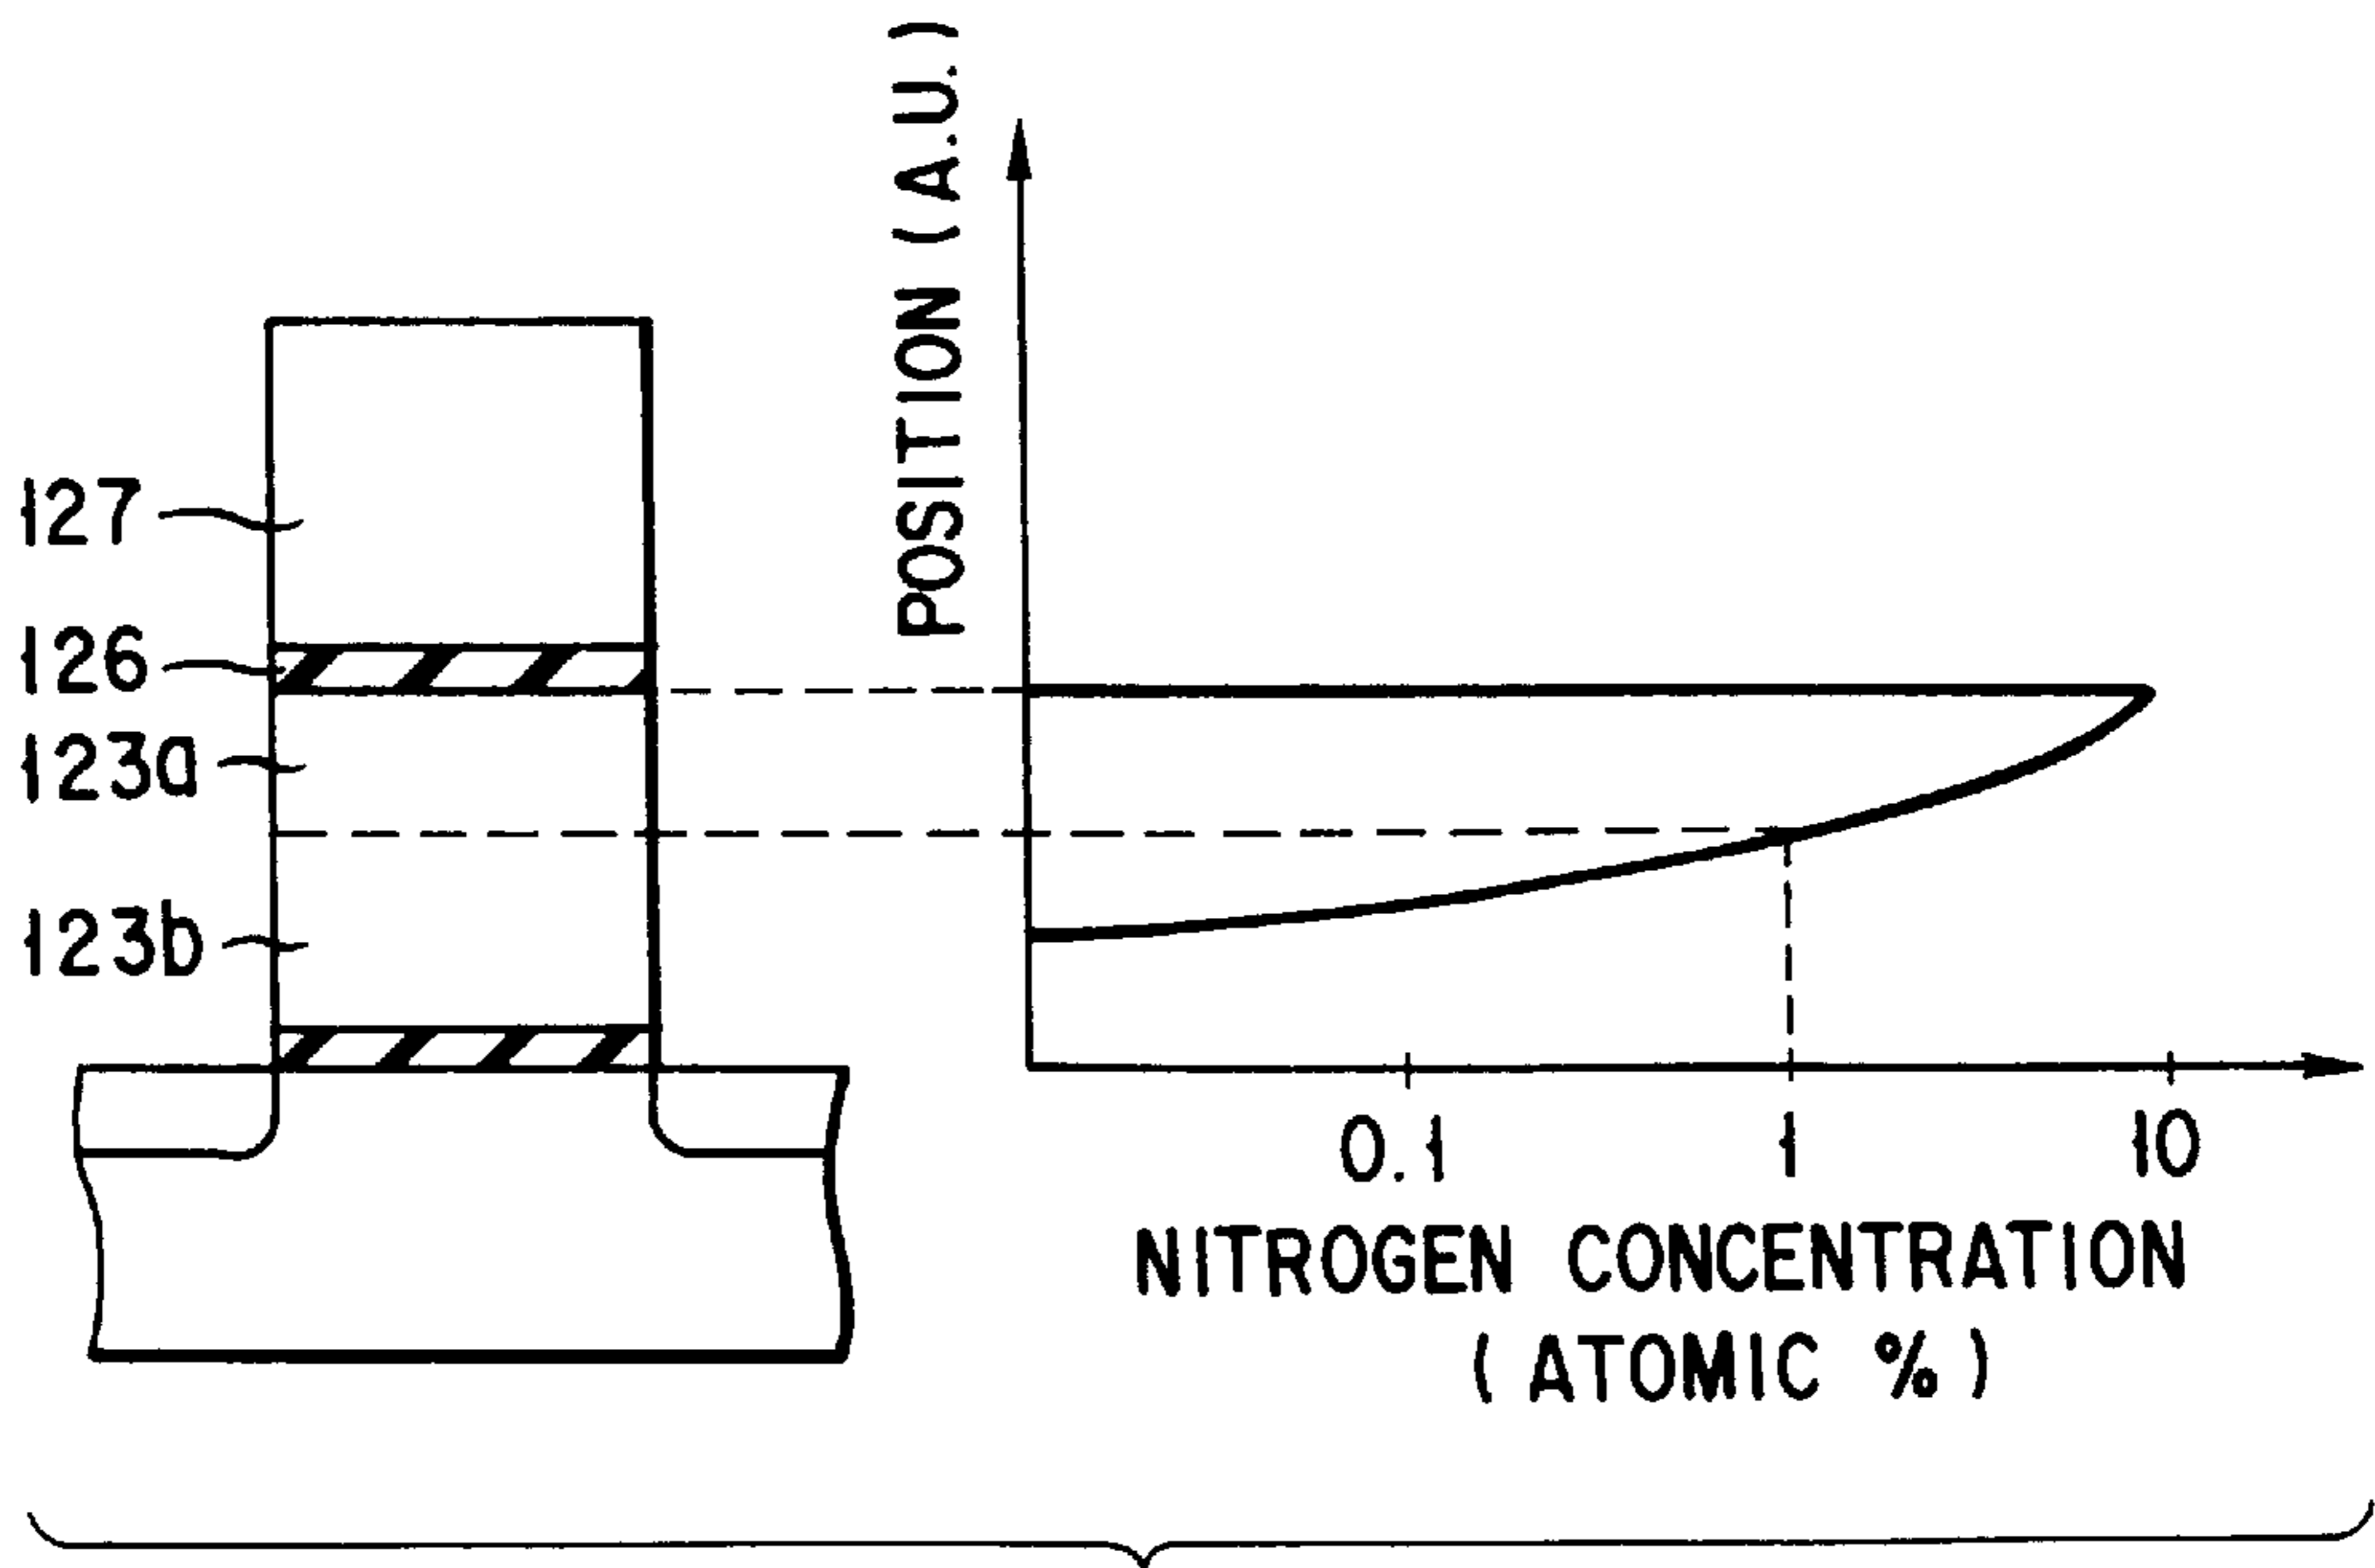 POSITION (A.U.)
127
126
123a
123b
0.1 1 10
NITROGEN CONCENTRATION
(ATOMIC %)